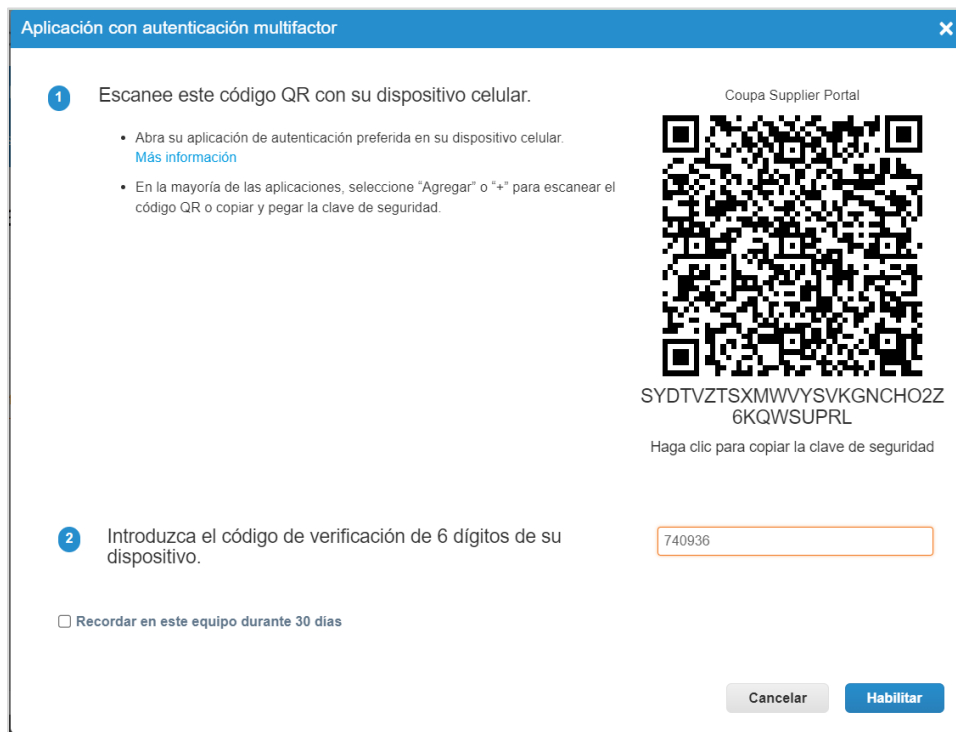 Aplicación con autenticación multifactor
1
Escanee este código QR con su dispositivo celular.
Abra su aplicación de autenticación preferida en su dispositivo celular.
Más información
En la mayoría de las aplicaciones, seleccione “Agregar” o “+” para escanear el
código QR o copiar y pegar la clave de seguridad.
Coupa Supplier Portal
SYDTVZTSXMWVYSVKGNCHO2Z
6KQWSUPRL
Haga clic para copiar la clave de seguridad
2
Introduzca el código de verificación de 6 dígitos de su
dispositivo.
740936
Recordar en este equipo durante 30 días
Cancelar
Habilitar